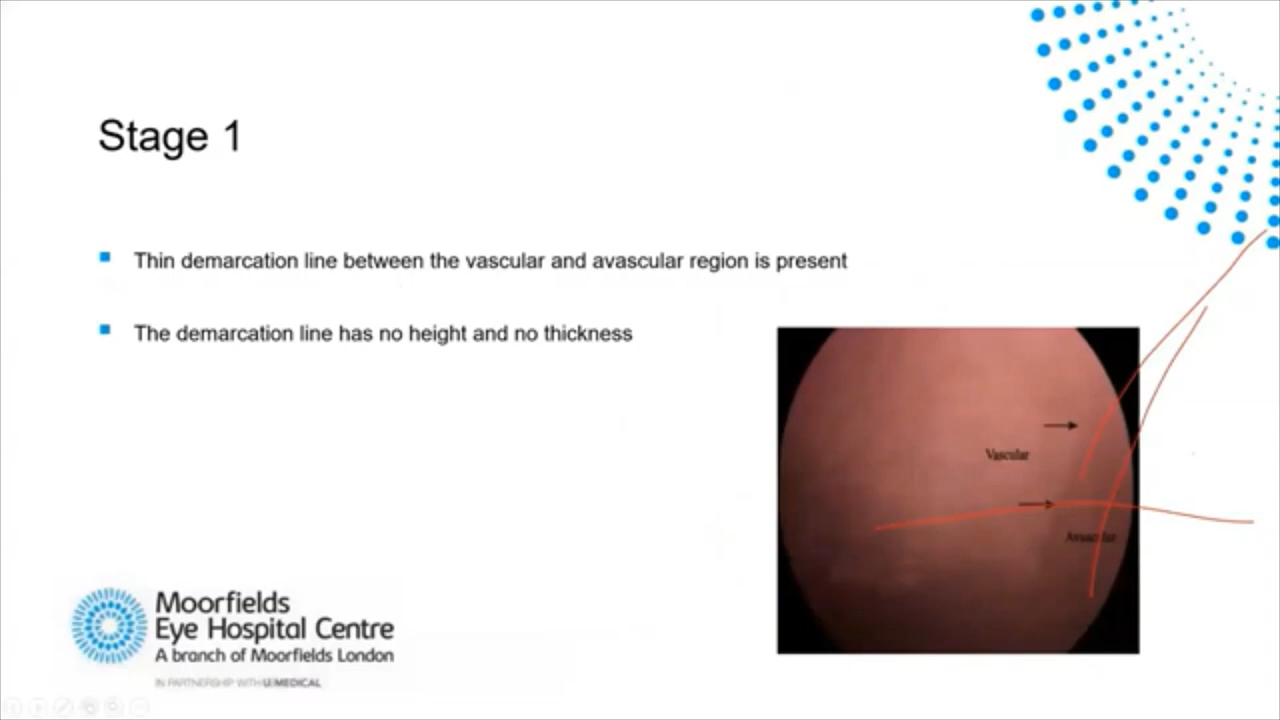 Stage 1
Thin demarcation line between the vascular and avascular region is present
The demarcation line has no height and no thickness
Vascular
Avascular
Moorfields
Eye Hospital Centre
A branch of Moorfields London
IN PARTNERSHIP WITH UEMEDICAL